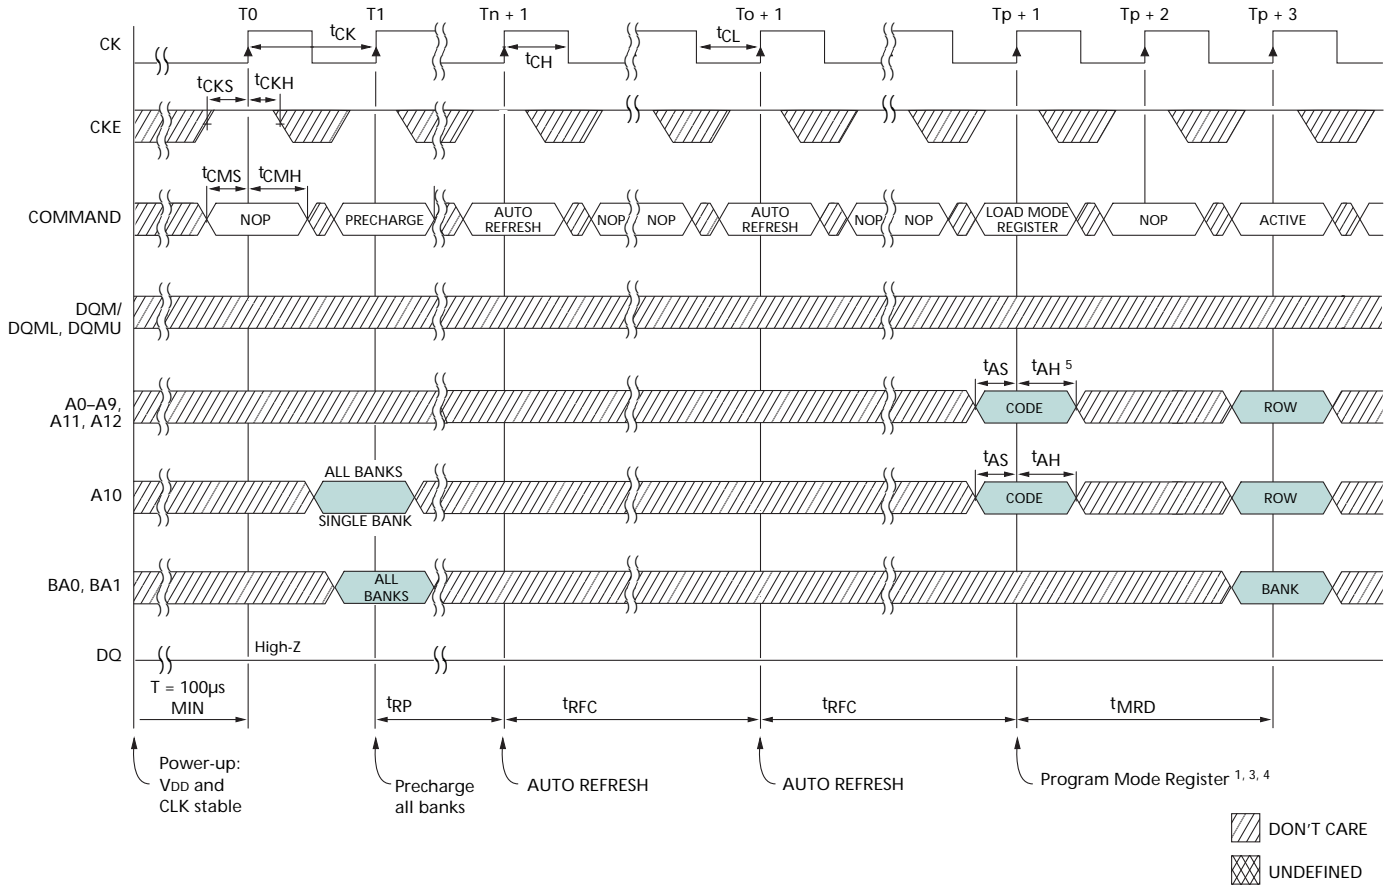 T0 T1 Tn + 1 To + 1 Tp + 1 Tp + 2 Tp + 3
CK
tCK
tCH
tCL
tCKS tCKH
CKE
tCMS tCMH
COMMAND
NOP
PRECHARGE
AUTO
REFRESH
NOP
NOP
AUTO
REFRESH
NOP
NOP
LOAD MODE
REGISTER
NOP
ACTIVE
DQM/
DQML, DQMU
tAS tAH 5
A0–A9,
A11, A12
CODE
ROW
tAS tAH
A10
ALL BANKS
SINGLE BANK
CODE
ROW
BA0, BA1
ALL
BANKS
BANK
DQ
High-Z
T = 100µs
MIN
tRP
tRFC
tRFC
tMRD
Power-up:
VDD and
CLK stable
Precharge
all banks
AUTO REFRESH
AUTO REFRESH
Program Mode Register 1, 3, 4
DON'T CARE
UNDEFINED